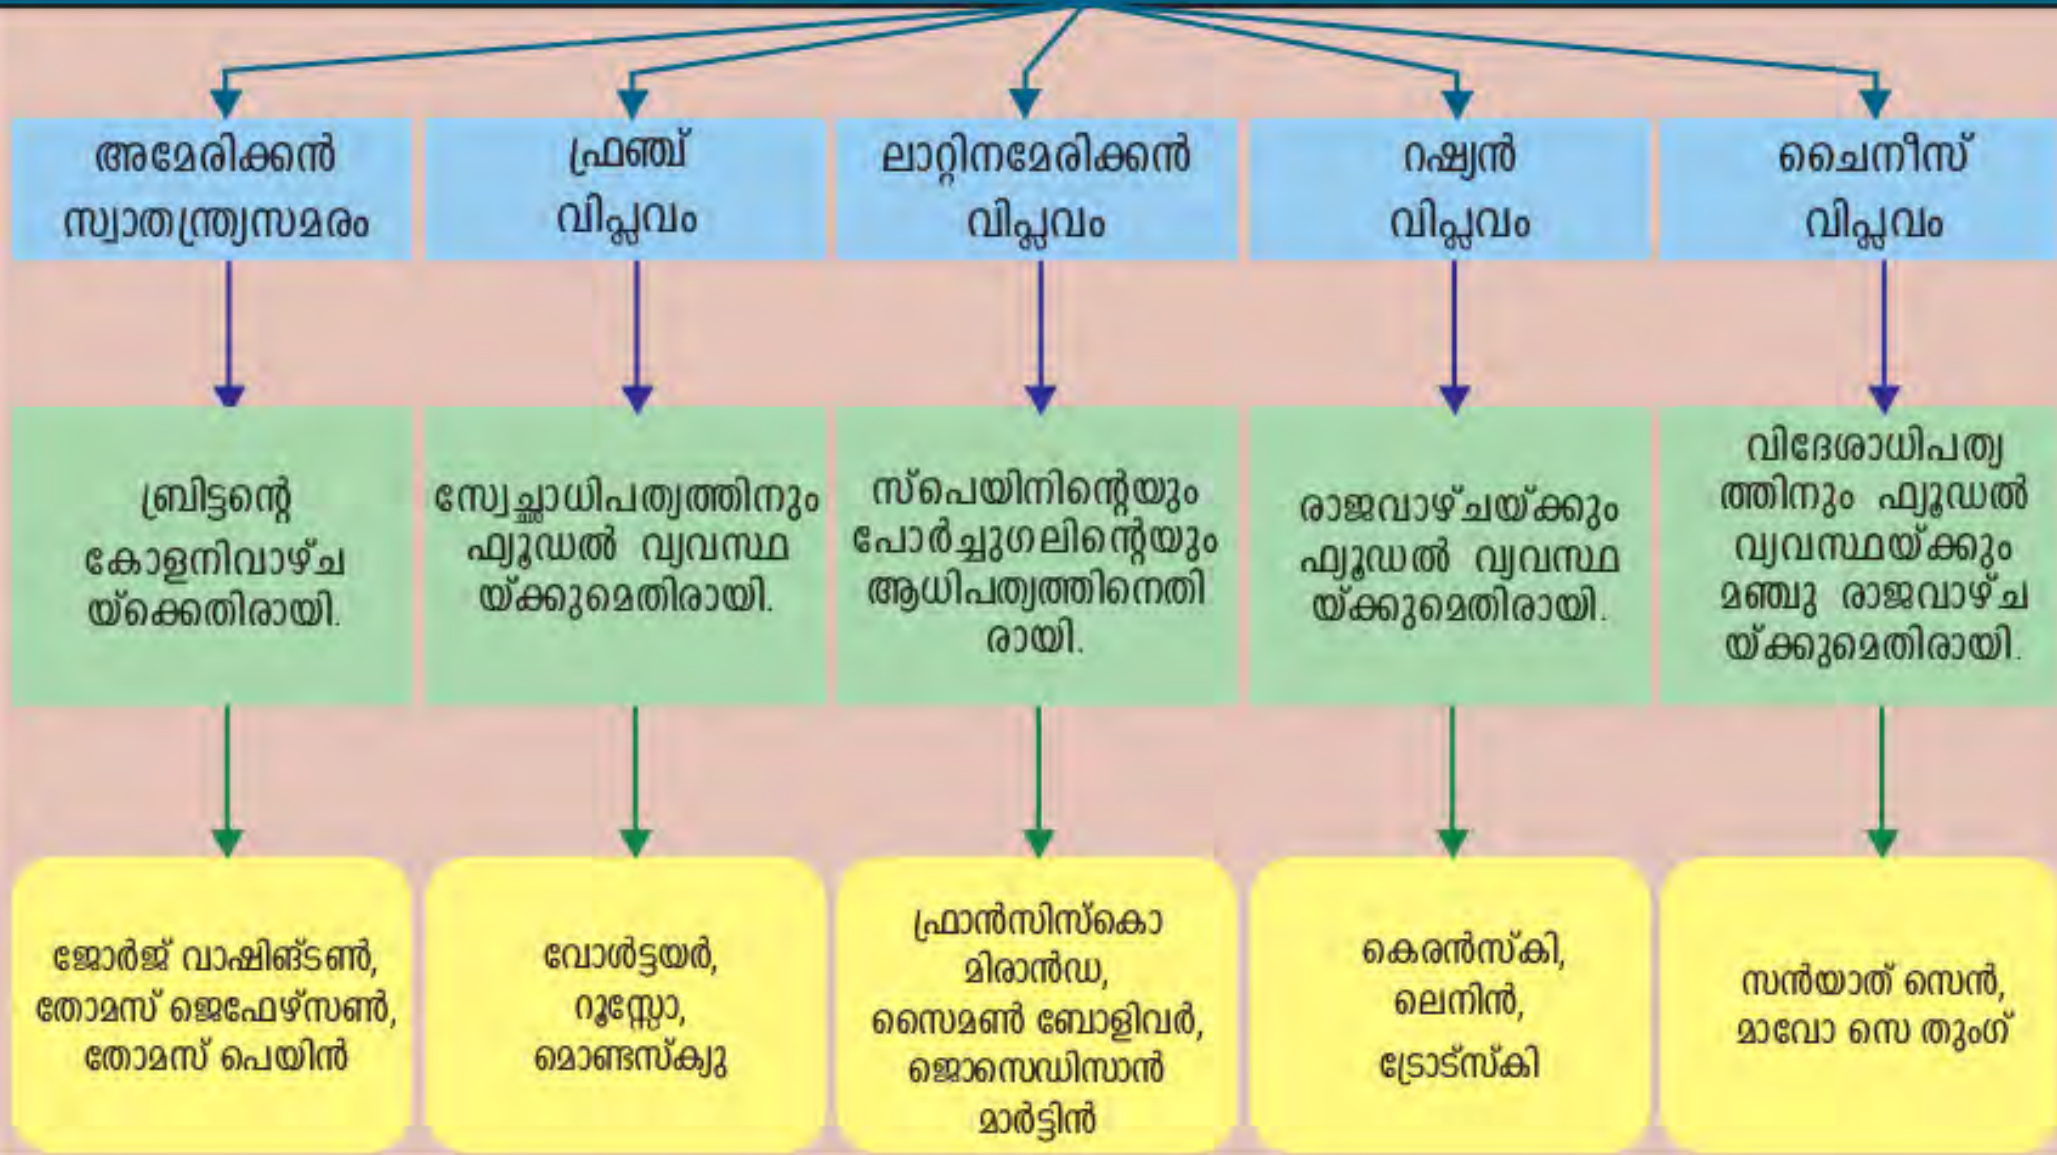 അമേരിക്കൻ
സ്വാതന്ത്ര്യസമരം
ഫ്രഞ്ച്
വിപ്ലവം
ലാറ്റിനമേരിക്കൻ
വിപ്ലവം
റഷ്യൻ
വിപ്ലവം
ചൈനീസ്
വിപ്ലവം
ബ്രിട്ടന്റെ
കോളനിവാഴ്ച
യ്ക്കെതിരായി.
സ്വേച്ഛാധിപത്യത്തിനും
ഫ്യൂഡൽ വ്യവസ്ഥ
യ്ക്കുമെതിരായി.
സ്പെയിനിന്റെയും
പോർച്ചുഗലിന്റെയും
ആധിപത്യത്തിനെതി
രായി.
രാജവാഴ്ചയ്ക്കും
ഫ്യൂഡൽ വ്യവസ്ഥ
യ്ക്കുമെതിരായി.
വിദേശാധിപത്യ
ത്തിനും ഫ്യൂഡൽ
വ്യവസ്ഥയ്ക്കും
മഞ്ചു രാജവാഴ്ച
യ്ക്കുമെതിരായി.
ജോർജ് വാഷിങ്ടൺ,
തോമസ് ജെഫേഴ്സൺ,
തോമസ് പെയിൻ
വോൾട്ടയർ,
റൂസ്സോ,
മൊണ്ടസ്ക്യു
ഫ്രാൻസിസ്കൊ
മിരാൻഡ,
സൈമൺ ബോളിവർ,
ജൊസെഡിസാൻ
മാർട്ടിൻ
കെരൻസ്കി,
ലെനിൻ,
ട്രോട്സ്കി
സൻയാത് സെൻ,
മാവോ സെ തുംഗ്